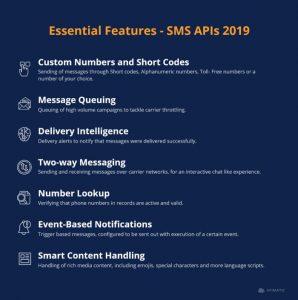 Essential Features - SMS APIs 2019
Custom Numbers and Short Codes
Sending of messages through Short codes, Alphanumeric numbers, Toll- Free numbers or a
number of your choice.
Message Queuing
Queuing of high volume campaigns to tackle carrier throttling.
Delivery Intelligence
Delivery alerts to notify that messages were delivered successfully.
Two-way Messaging
Sending and receiving messages over carrier networks, for an interactive chat like experience.
Number Lookup
Verifying that phone numbers in records are active and valid.
Event-Based Notifications
Trigger based messages, configured to be sent out with execution of a certain event.
Smart Content Handling
Handling of rich media content, including emojis, special characters and more language scripts.
APIMATIC